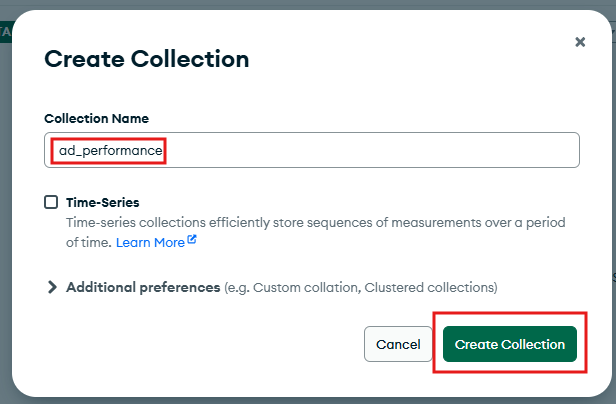 Create Collection
Collection Name
ad_performance
Time-Series
Time-series collections efficiently store sequences of measurements over a period
of time. Learn More
Additional preferences (e.g. Custom collation, Clustered collections)
Cancel
Create Collection